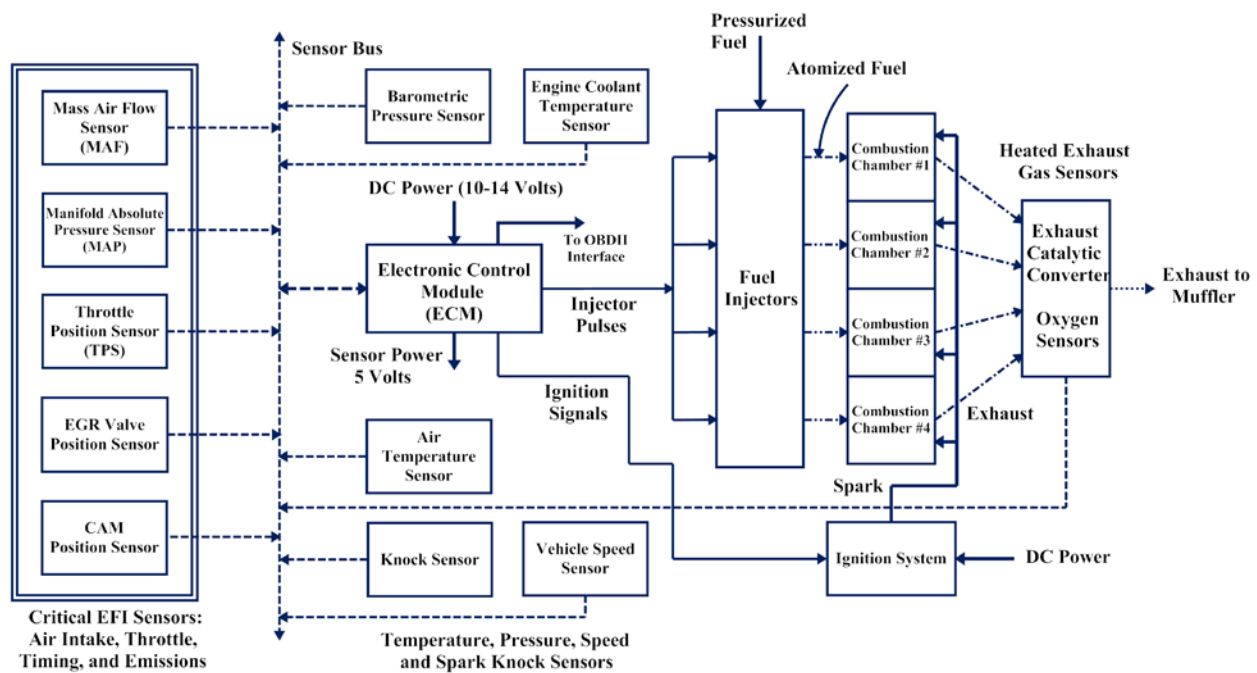 Sensor Bus
Mass Air Flow
Sensor
(MAF)
Manifold Absolute
Pressure Sensor
(MAP)
Throttle
Position Sensor
(TPS)
EGR Valve
Position Sensor
CAM
Position Sensor
Critical EFI Sensors:
Air Intake, Throttle,
Timing, and Emissions
Barometric
Pressure Sensor
Engine Coolant
Temperature
Sensor
DC Power (10-14 Volts)
To OBDII
Interface
Electronic Control
Module
(ECM)
Injector
Pulses
Sensor Power
5 Volts
Ignition
Signals
Air
Temperature
Sensor
Knock Sensor
Vehicle Speed
Sensor
Temperature, Pressure, Speed
and Spark Knock Sensors
Pressurized
Fuel
Atomized Fuel
Fuel
Injectors
Combustion
Chamber #1
Combustion
Chamber #2
Combustion
Chamber #3
Combustion
Chamber #4
Heated Exhaust
Gas Sensors
Exhaust
Catalytic
Converter
Oxygen
Sensors
Exhaust to
Muffler
Exhaust
Spark
Ignition System
DC Power